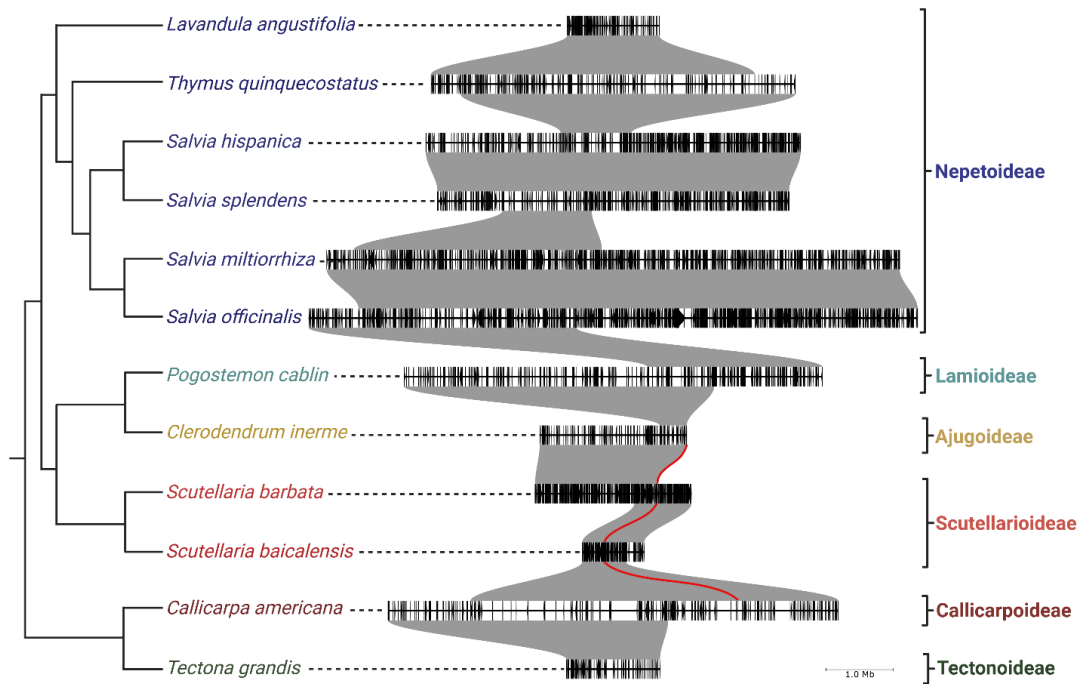 Lavandula angustifolia
Thymus quinquecostatus
Salvia hispanica
Nepetoideae
Salvia splendens
Salvia miltiorrhiza
Salvia officinalis
Pogostemon cablin
Lamioideae
Clerodendrum inerme
Ajugoideae
Scutellaria barbata
Scutellarioideae
Scutellaria baicalensis
Callicarpa americana
Callicarpoideae
Tectona grandis
1.0 Mb
Tectonoideae